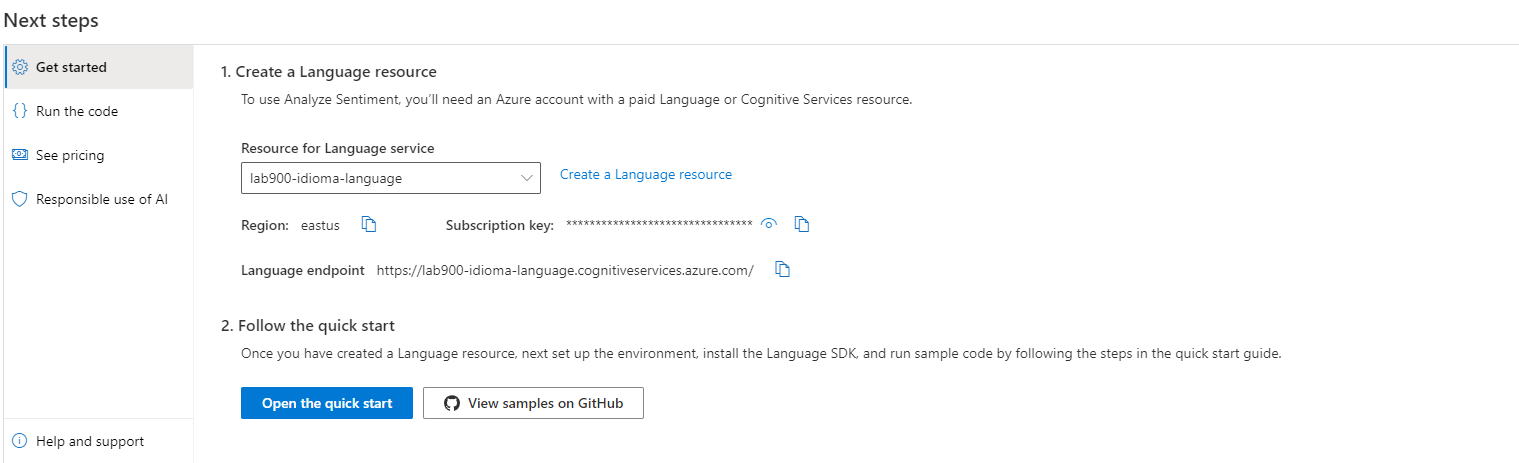 Next steps
Get started
Run the code
See pricing
Responsible use of AI
Help and support
1. Create a Language resource
To use Analyze Sentiment, you'll need an Azure account with a paid Language or Cognitive Services resource.
Resource for Language service
lab900-idioma-language
Create a Language resource
Region: eastus Subscription key: ********************************
Language endpoint https://lab900-idioma-language.cognitiveservices.azure.com/
2. Follow the quick start
Once you have created a Language resource, next set up the environment, install the Language SDK, and run sample code by following the steps in the quick start guide.
Open the quick start
View samples on GitHub